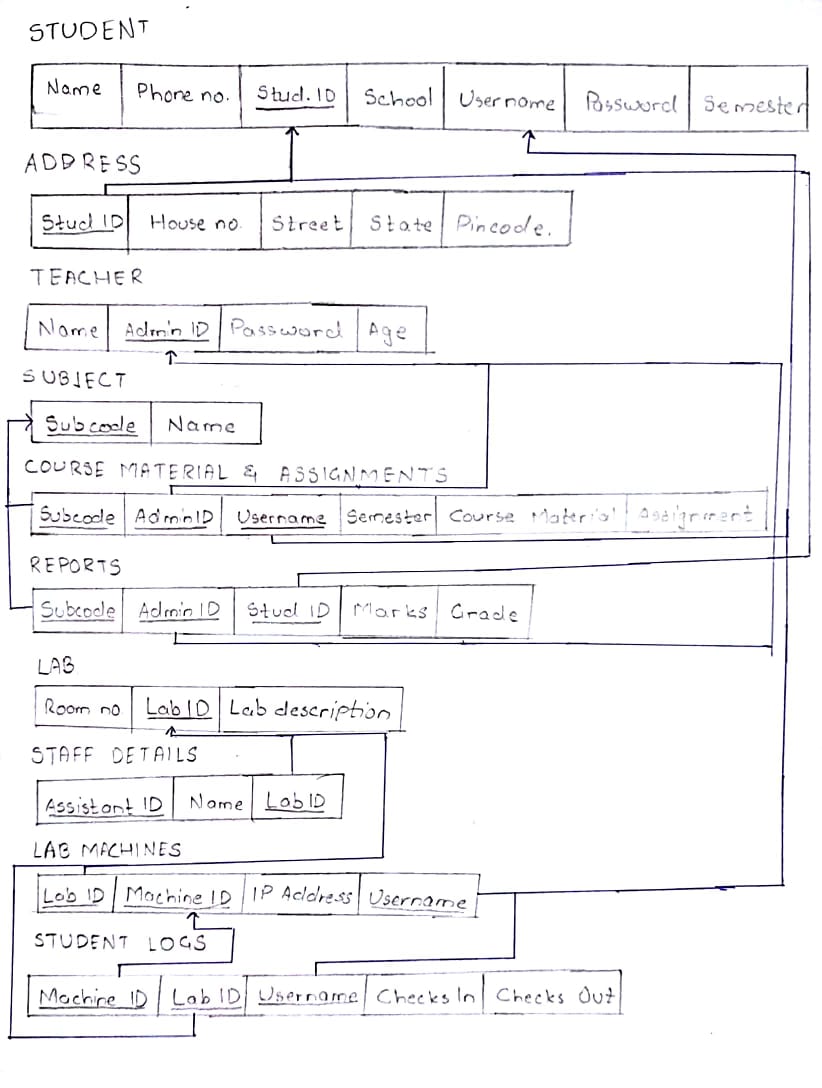 STUDENT
Name Phone no. Stud. ID School Username Password Semester
ADDRESS
Stud ID House no. Street State Pincode.
TEACHER
Name Admin ID Password Age
SUBJECT
Subcode Name
COURSE MATERIAL & ASSIGNMENTS
Subcode Admin ID Username Semester Course Material Assignment
REPORTS
Subcode Admin ID Stud ID Marks Grade
LAB
Room no Lab ID Lab description
STAFF DETAILS
Assistant ID Name Lab ID
LAB MACHINES
Lab ID Machine ID IP Address Username
STUDENT LOGS
Machine ID Lab ID Username Checks In Checks Out